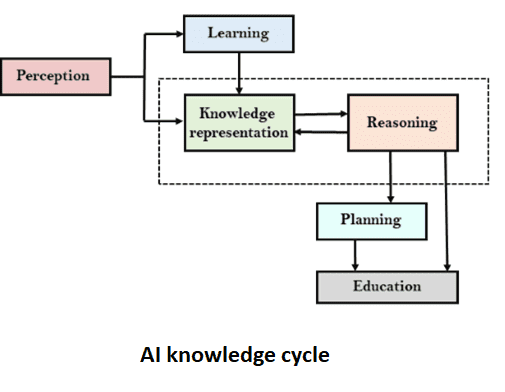 Learning
Perception
Knowledge
representation
Reasoning
Planning
Education
AI knowledge cycle